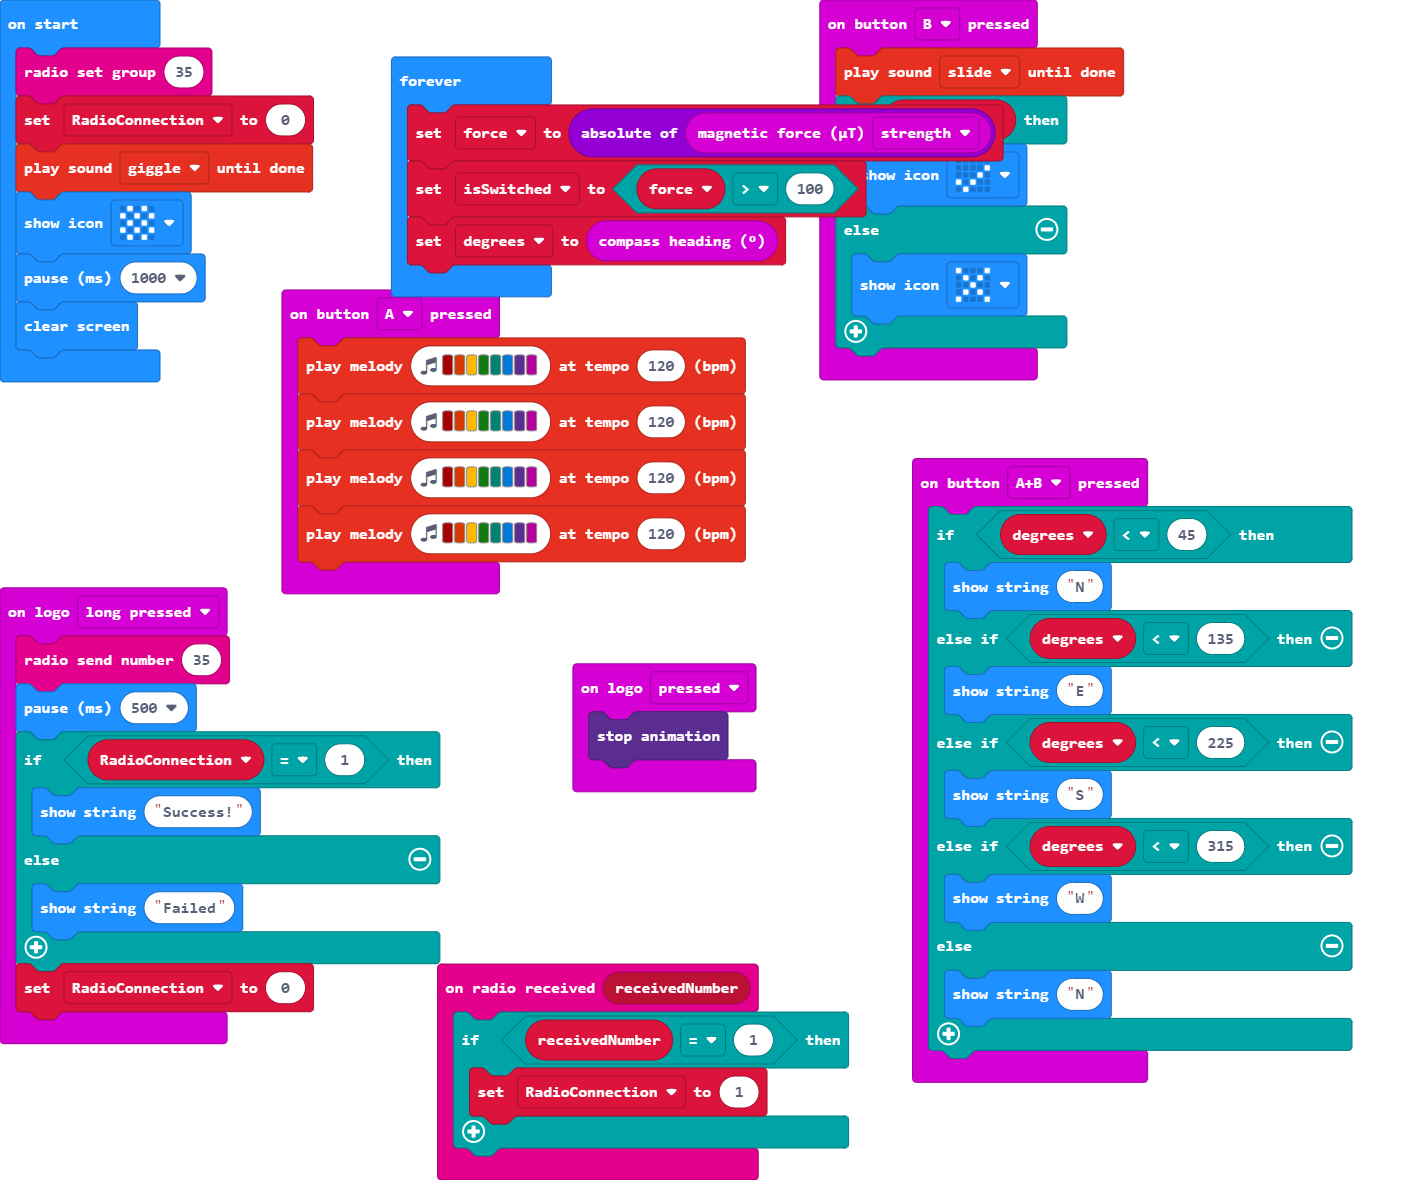 on start
radio set group 35
set RadioConnection to 0
play sound giggle until done
show icon
pause (ms) 1000
clear screen
forever
set force to absolute of magnetic force (µT) strength
set isSwitched to force > 100
set degrees to compass heading (°)
on button B pressed
play sound slide until done
then
show icon
else
show icon
on button A pressed
play melody at tempo 120 (bpm)
play melody at tempo 120 (bpm)
play melody at tempo 120 (bpm)
play melody at tempo 120 (bpm)
on button A+B pressed
if degrees < 45 then
show string "N"
else if degrees < 135 then
show string "E"
else if degrees < 225 then
show string "S"
else if degrees < 315 then
show string "W"
else
show string "N"
on logo long pressed
radio send number 35
pause (ms) 500
if RadioConnection = 1 then
show string "Success!"
else
show string "Failed"
set RadioConnection to 0
on logo pressed
stop animation
on radio received receivedNumber
if receivedNumber = 1 then
set RadioConnection to 1